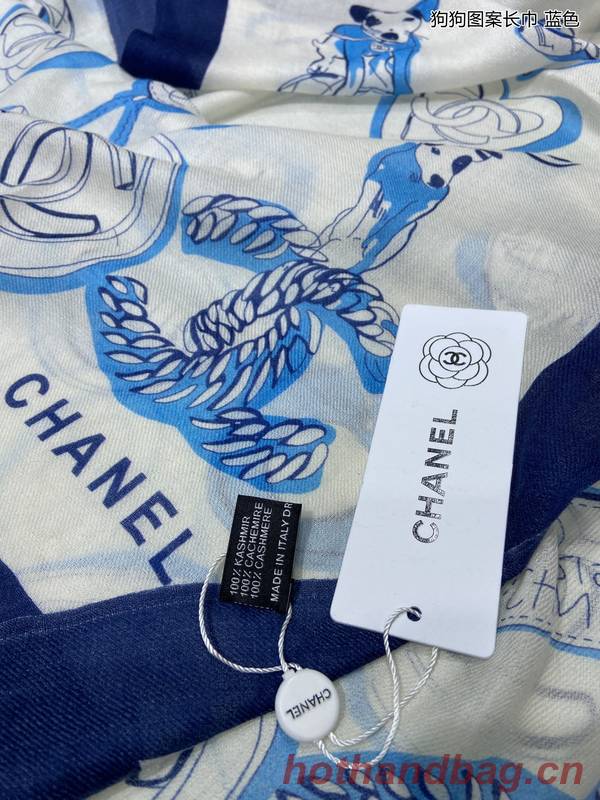 狗狗图案长巾 蓝色
CHANEL
CHANEL
100% KASHMIR
100% CACHEMIRE
100% CASHMERE
MADE IN ITALY DR
CHANEL
hothandbag.cn